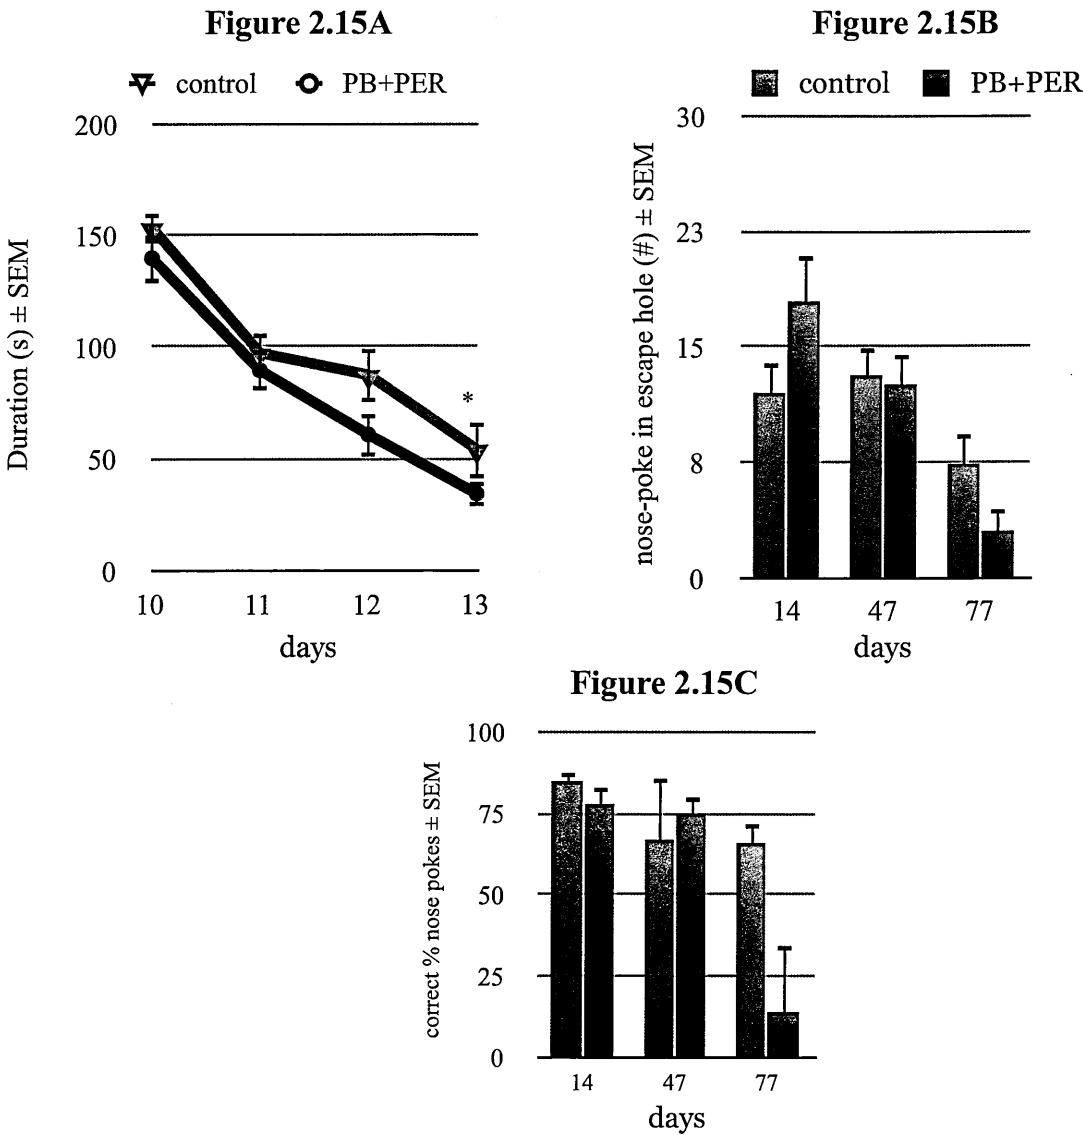 Figure 2.15A
control PB+PER
200
150
100
50
0
Duration (s) ± SEM
*
10 11 12 13
days
Figure 2.15B
control PB+PER
30
23
15
8
0
nose-poke in escape hole (#) ± SEM
14 47 77
days
Figure 2.15C
100
75
50
25
0
correct % nose pokes ± SEM
14 47 77
days